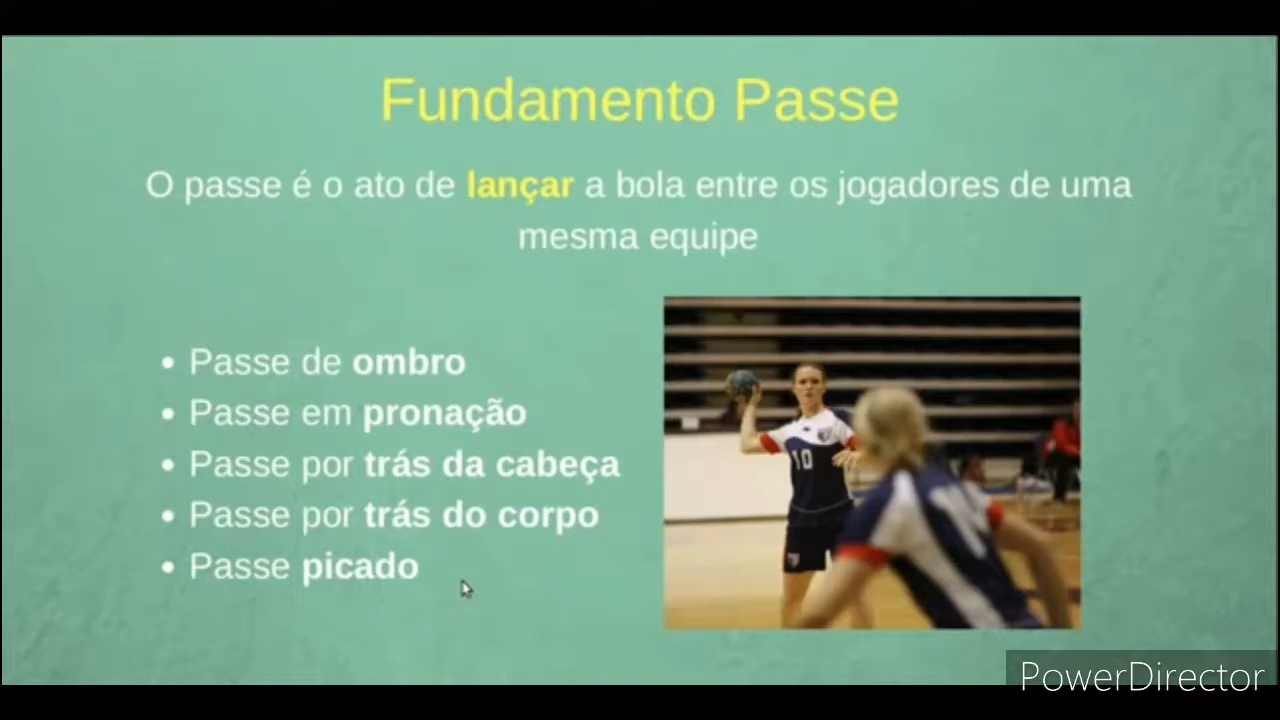 Fundamento Passe
O passe é o ato de lançar a bola entre os jogadores de uma
mesma equipe
• Passe de ombro
• Passe em pronação
• Passe por trás da cabeça
• Passe por trás do corpo
• Passe picado
10
PowerDirector